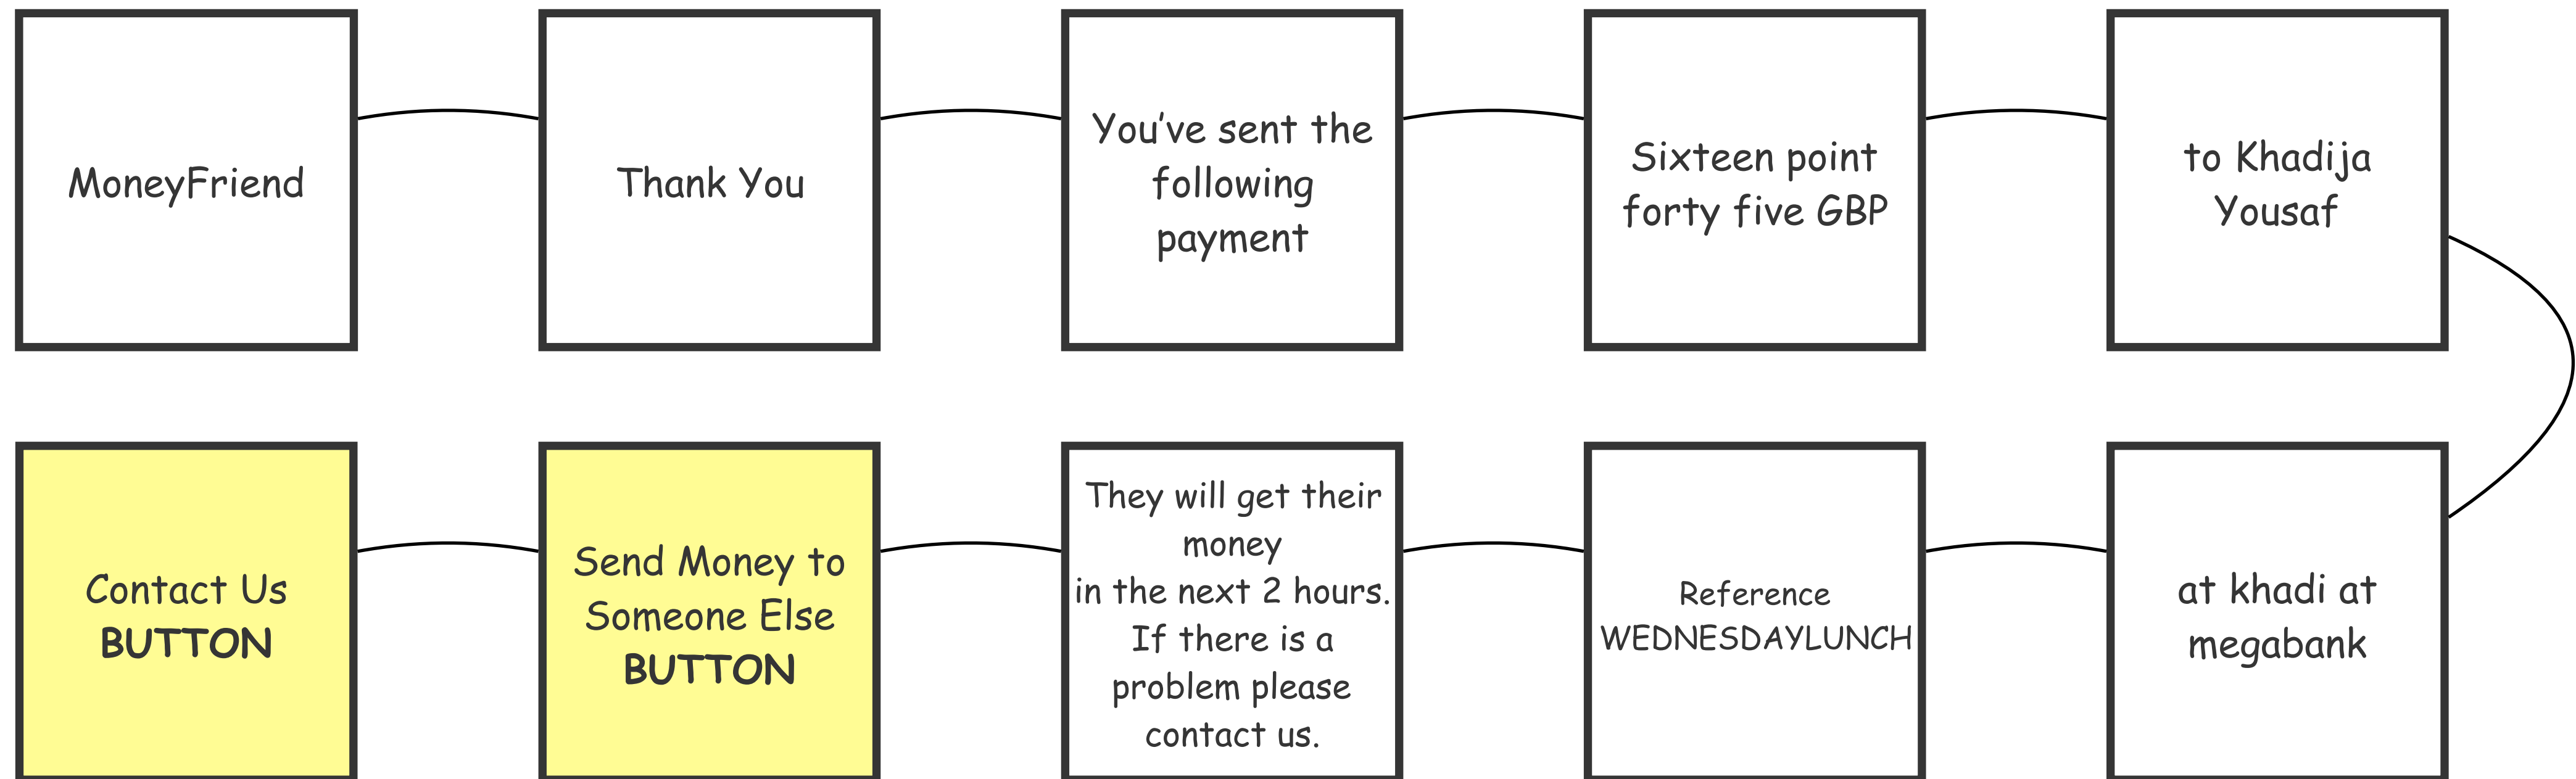 MoneyFriend
Thank You
You've sent the
following
payment
Sixteen point
forty five GBP
to Khadija
Yousaf
at khadi at
megabank
Reference
WEDNESDAYLUNCH
They will get their
money
in the next 2 hours.
If there is a
problem please
contact us.
Send Money to
Someone Else
BUTTON
Contact Us
BUTTON